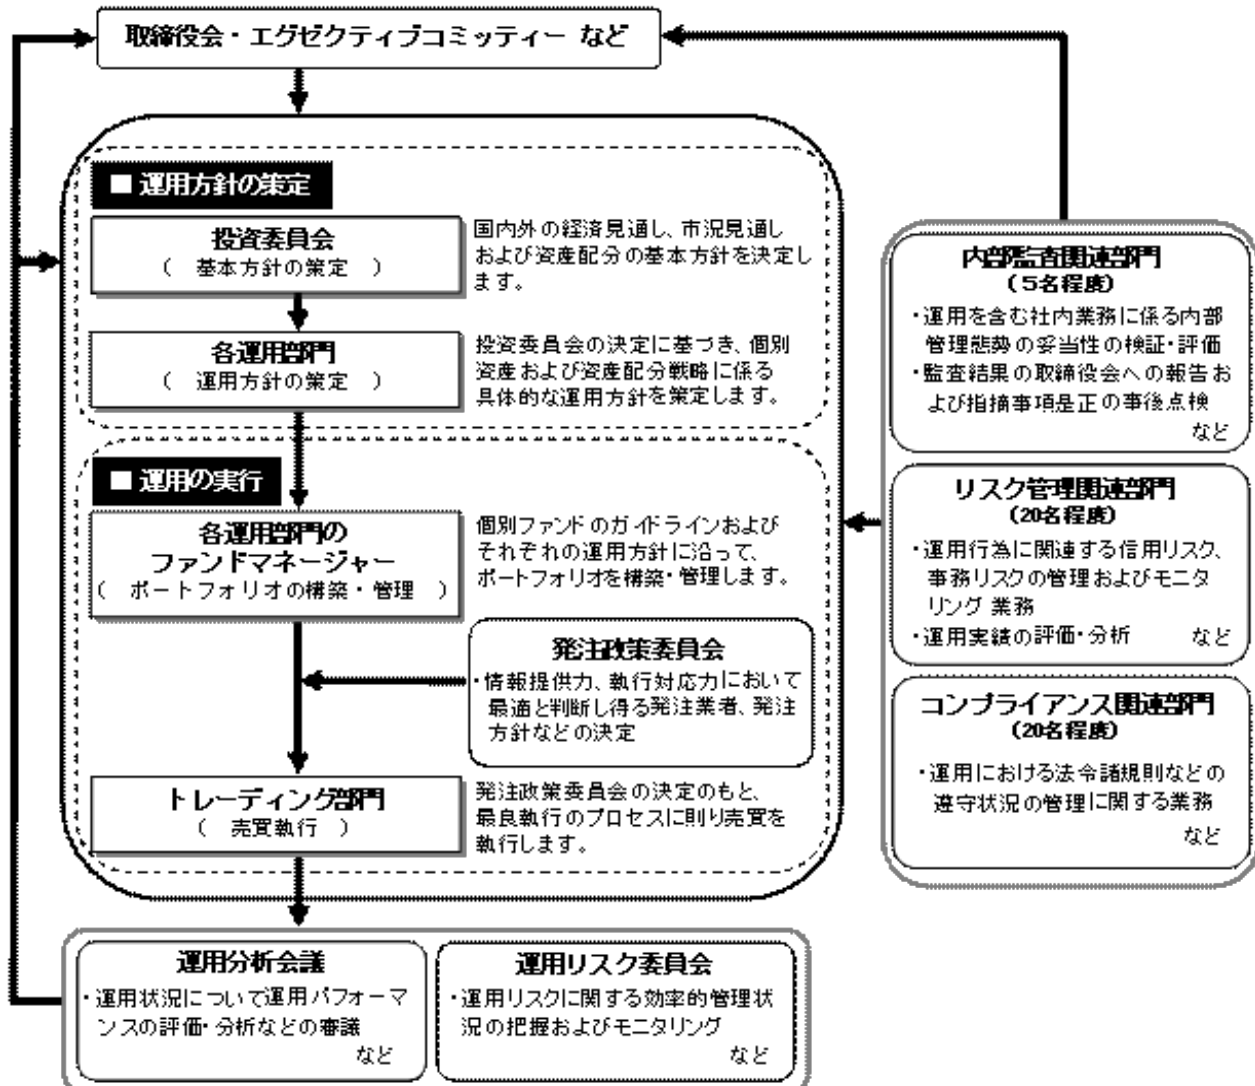 取締役会・エグゼクティブコミッティー など
■ 運用方針の策定
投資委員会
( 基本方針の策定 )
国内外の経済見通し、市況見通し
および資産配分の基本方針を決定し
ます。
各運用部門
( 運用方針の策定 )
投資委員会の決定に基づき、個別
資産および資産配分戦略に係る
具体的な運用方針を策定します。
■ 運用の実行
各運用部門の
ファンドマネージャー
( ポートフォリオの構築・管理 )
個別ファンドのガイドラインおよび
それぞれの運用方針に沿って、
ポートフォリオを構築・管理します。
発注政策委員会
・情報提供力、執行対応力において
最適と判断し得る発注業者、発注
方針などの決定
トレーディング部門
( 売買執行 )
発注政策委員会の決定のもと、
最良執行のプロセスに則り売買を
執行します。
内部監査関連部門
(5名程度)
・運用を含む社内業務に係る内部
管理態勢の妥当性の検証・評価
・監査結果の取締役会への報告お
よび指摘事項是正の事後点検
など
リスク管理関連部門
(20名程度)
・運用行為に関連する信用リスク、
事務リスクの管理およびモニタ
リング 業務
・運用実績の評価・分析 など
コンプライアンス関連部門
(20名程度)
・運用における法令諸規則などの
遵守状況の管理に関する業務
など
運用分析会議
・運用状況について運用パフォーマ
ンスの評価・分析などの審議
など
運用リスク委員会
・運用リスクに関する効率的管理状
況の把握およびモニタリング
など